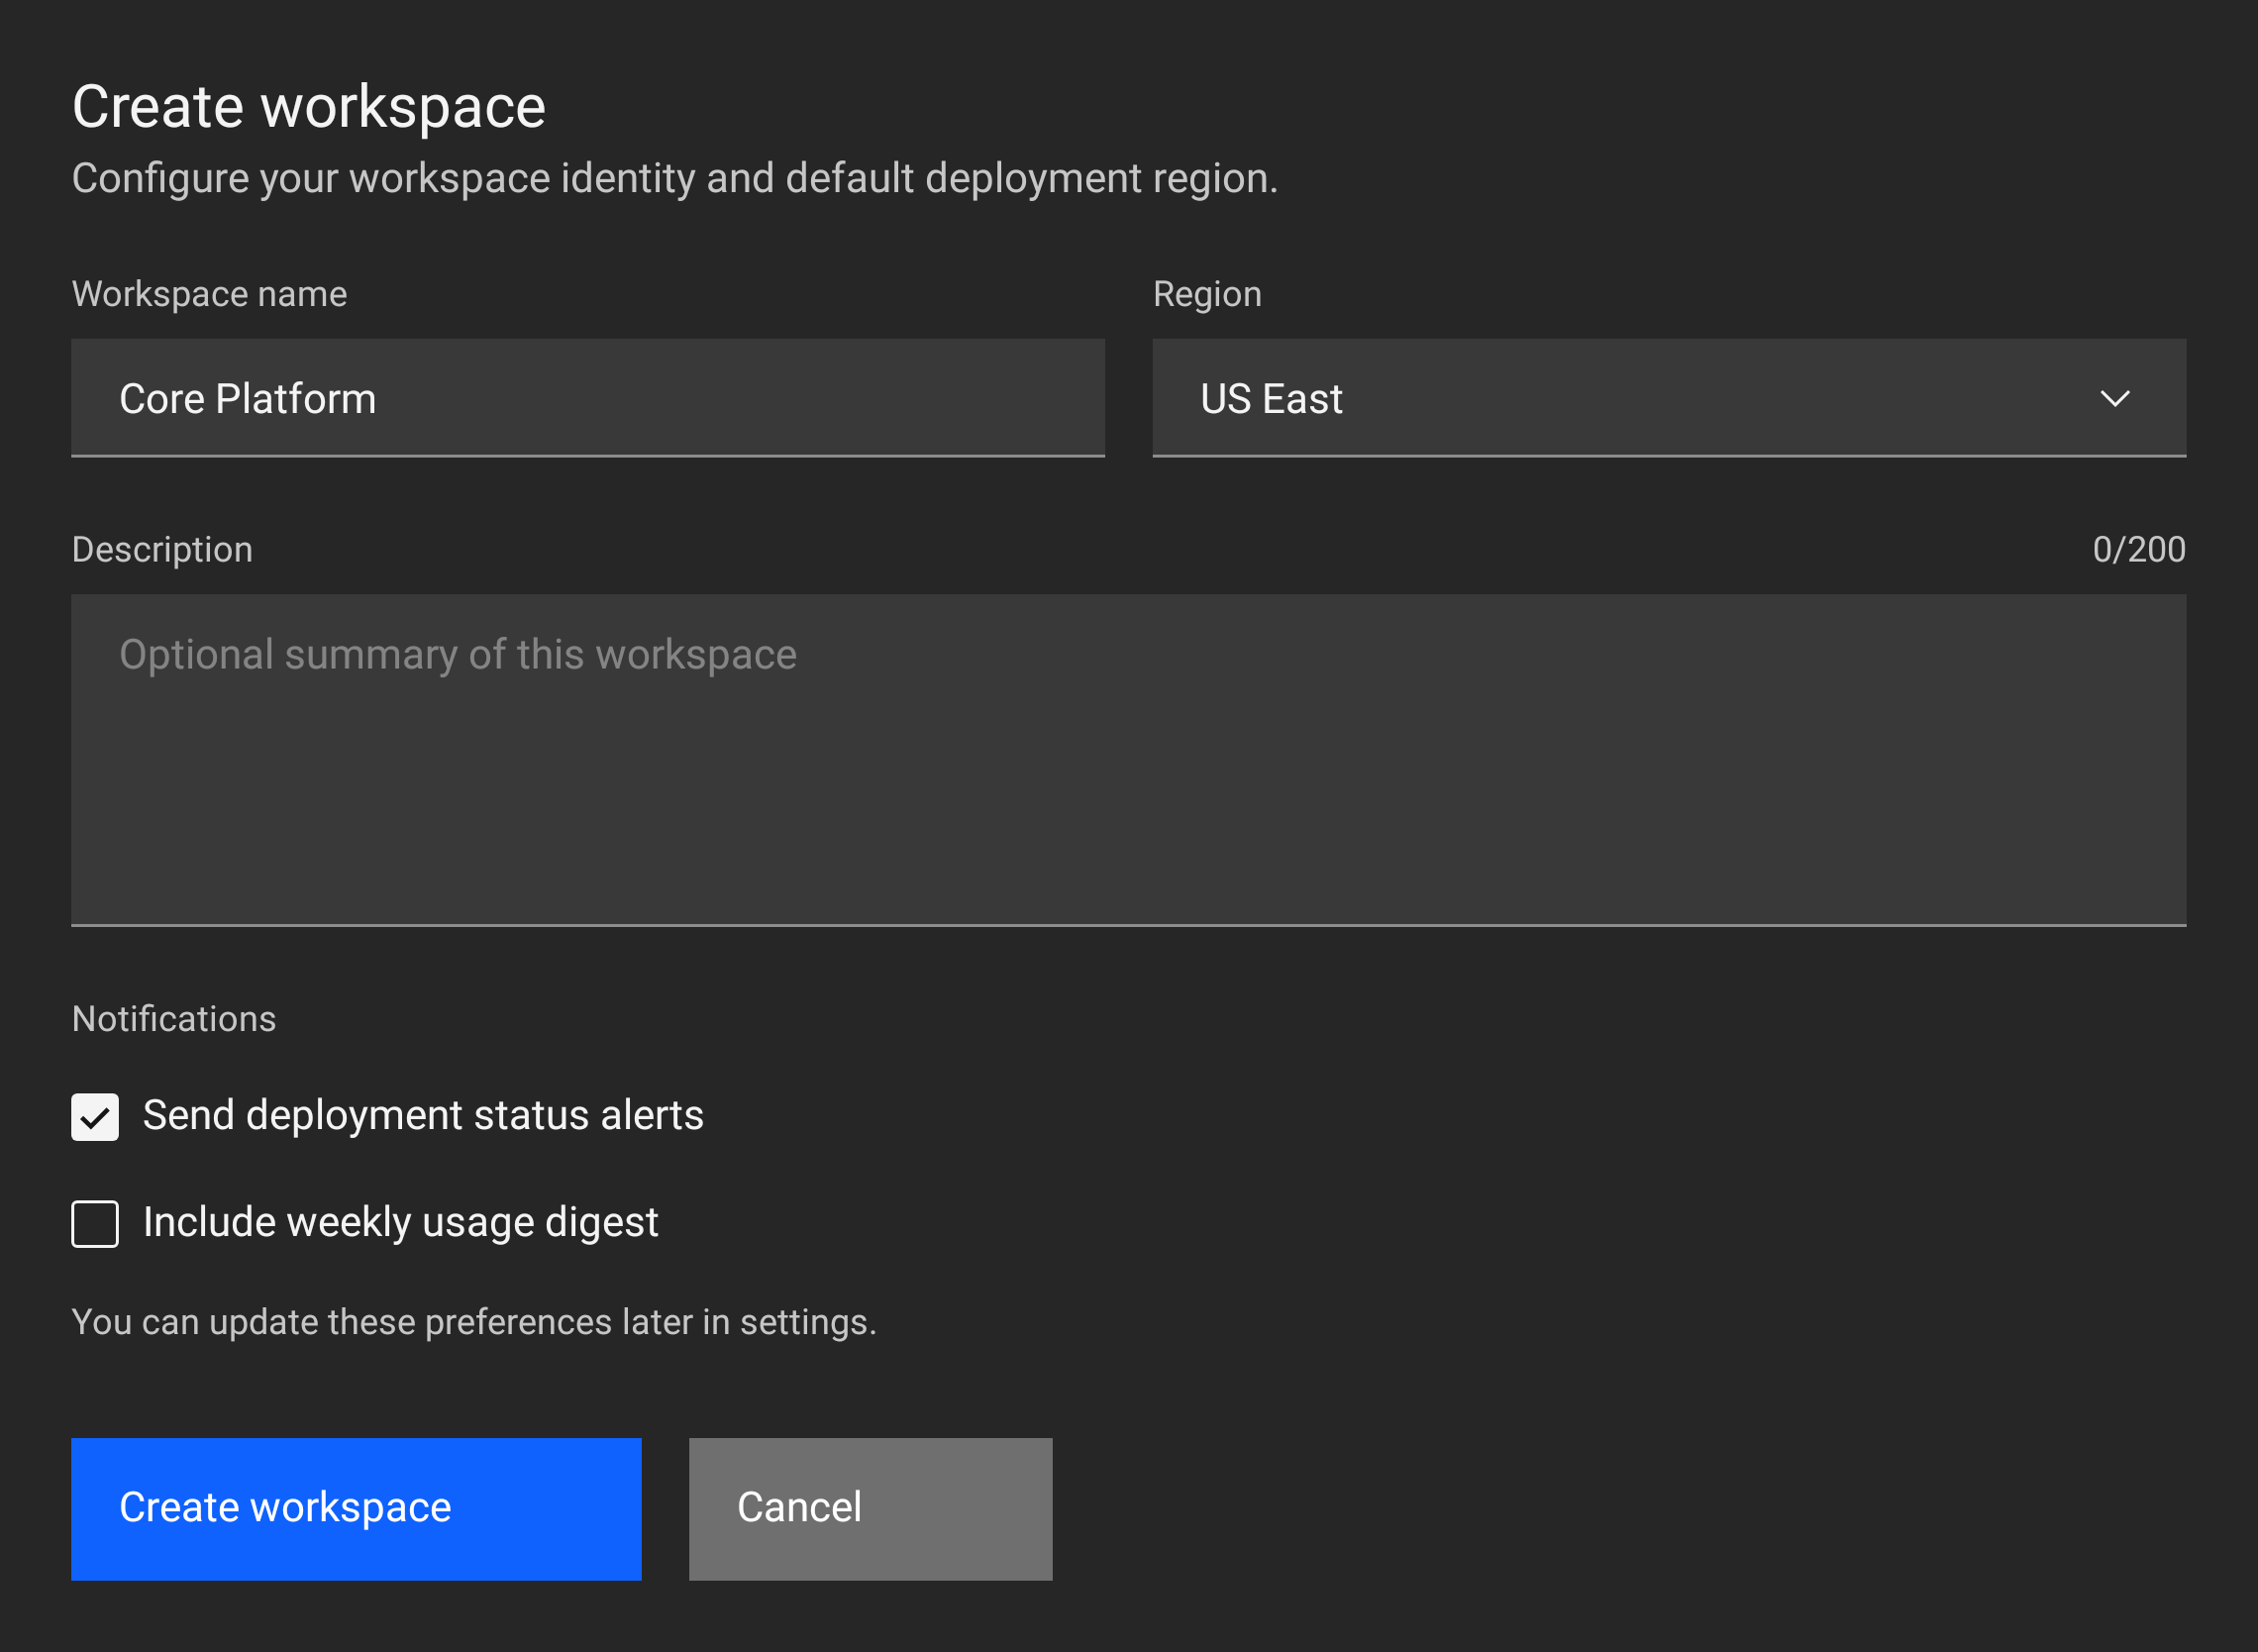 Create workspace
Configure your workspace identity and default deployment region.
Workspace name
Region
Core Platform
US East
Description
0/200
Optional summary of this workspace
Notifications
Send deployment status alerts
Include weekly usage digest
You can update these preferences later in settings.
Create workspace
Cancel